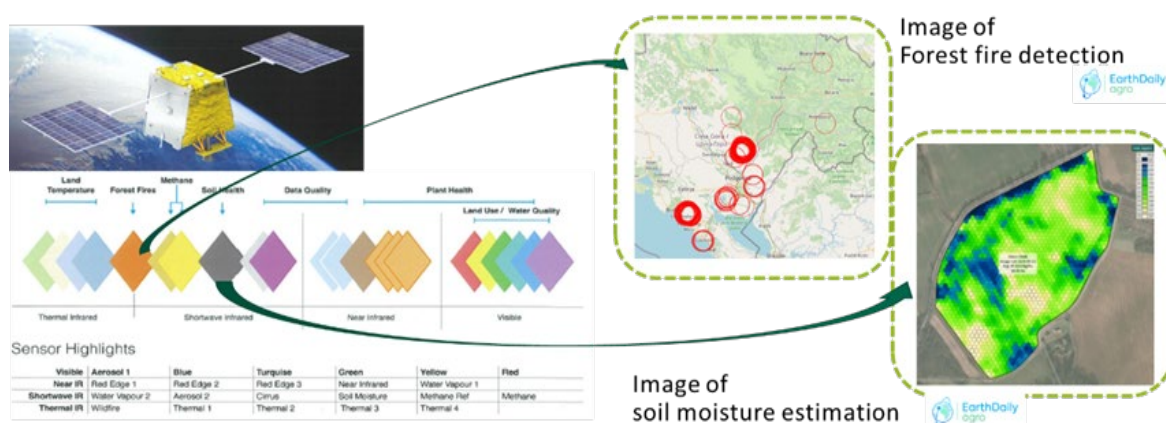 Image of
Forest fire detection
EarthDaily
agro
Land
Temperature
Forest Fires
Methane
Soil Health
Data Quality
Plant Health
Land Use / Water Quality
Thermal Infrared
Shortwave Infrared
Near Infrared
Visible
Sensor Highlights
Visible Aerosol 1 Blue Turquise Green Yellow Red
Near IR Red Edge 1 Red Edge 2 Red Edge 3 Near Infrared Water Vapour 1
Shortwave IR Water Vapour 2 Aerosol 2 Cirrus Soil Moisture Methane Ref Methane
Thermal IR Wildfire Thermal 1 Thermal 2 Thermal 3 Thermal 4
Image of
soil moisture estimation
EarthDaily
agro